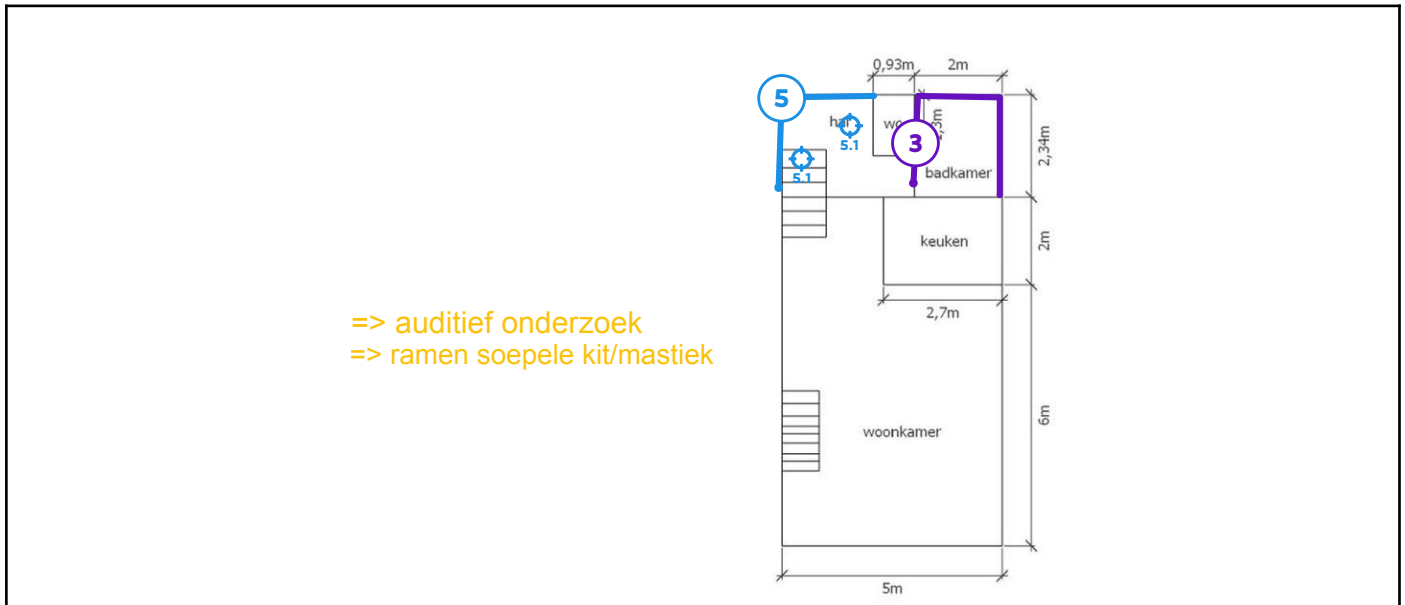 0,93m 2m
5
hal
5.1
5.1
3
badkamer
2,34m
keuken
2m
2,7m
=> auditief onderzoek
=> ramen soepele kit/mastiek
woonkamer
6m
5m